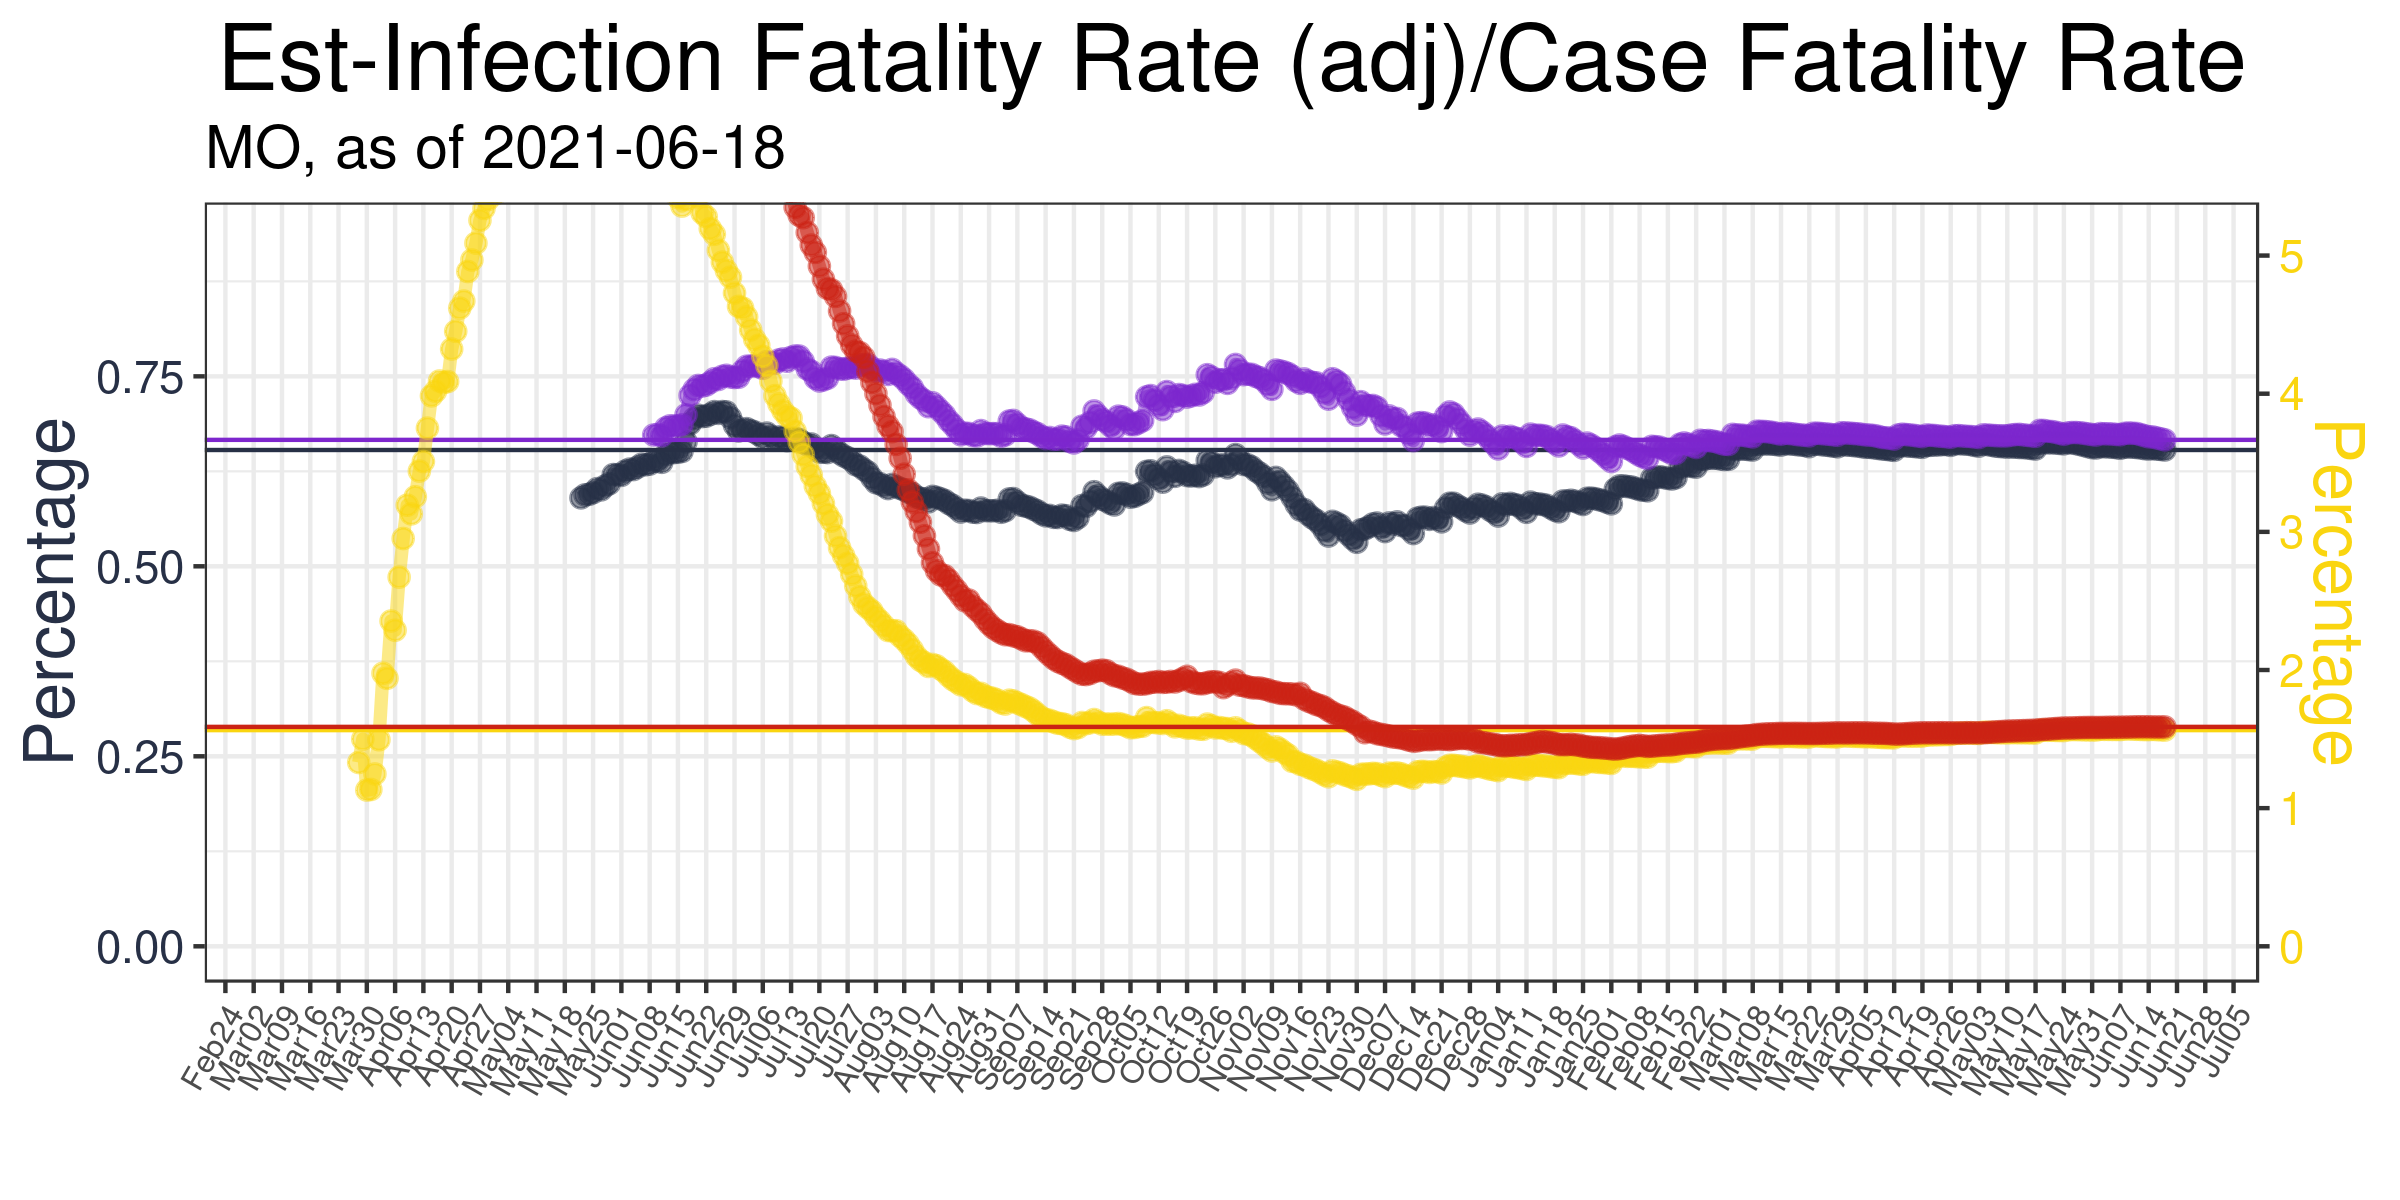 Est-Infection Fatality Rate (adj)/Case Fatality Rate
MO, as of 2021-06-18
Percentage
0.75
0.50
0.25
0.00
5
4
3
2
1
0
Percentage
Feb24
Mar02
Mar09
Mar16
Mar23
Mar30
Apr06
Apr13
Apr20
Apr27
May04
May11
May18
May25
Jun01
Jun08
Jun15
Jun22
Jun29
Jul06
Jul13
Jul20
Jul27
Aug03
Aug10
Aug17
Aug24
Aug31
Sep07
Sep14
Sep21
Sep28
Oct05
Oct12
Oct19
Oct26
Nov02
Nov09
Nov16
Nov23
Nov30
Dec07
Dec14
Dec21
Dec28
Jan04
Jan11
Jan18
Jan25
Feb01
Feb08
Feb15
Feb22
Mar01
Mar08
Mar15
Mar22
Mar29
Apr05
Apr12
Apr19
Apr26
May03
May10
May17
May24
May31
Jun07
Jun14
Jun21
Jun28
Jul05